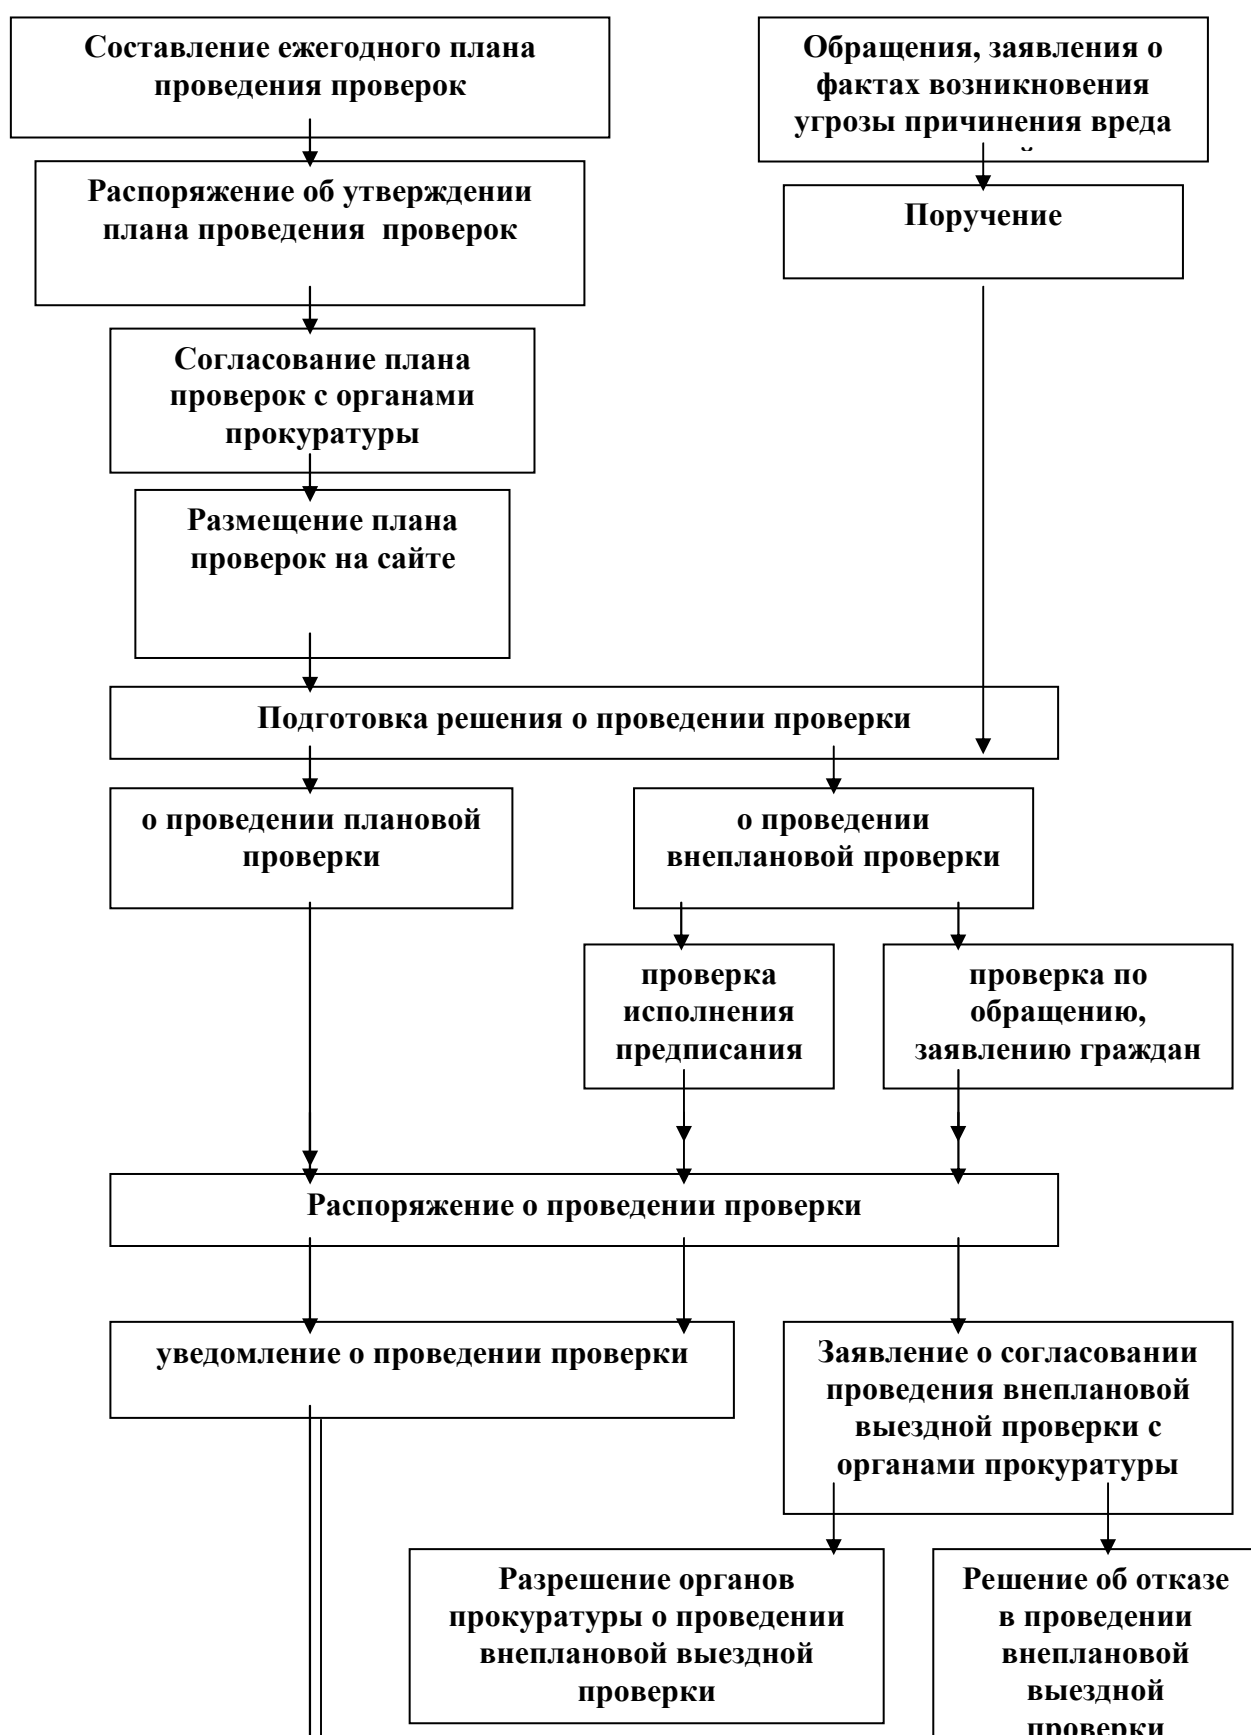 Составление ежегодного плана
проведения проверок
Обращения, заявления о
фактах возникновения
угрозы причинения вреда
Распоряжение об утверждении
плана проведения проверок
Поручение
Согласование плана
проверок с органами
прокуратуры
Размещение плана
проверок на сайте
Подготовка решения о проведении проверки
о проведении плановой
проверки
о проведении
внеплановой проверки
проверка
исполнения
предписания
проверка по
обращению,
заявлению граждан
Распоряжение о проведении проверки
уведомление о проведении проверки
Заявление о согласовании
проведения внеплановой
выездной проверки с
органами прокуратуры
Разрешение органов
прокуратуры о проведении
внеплановой выездной
проверки
Решение об отказе
в проведении
внеплановой
выездной
проверки